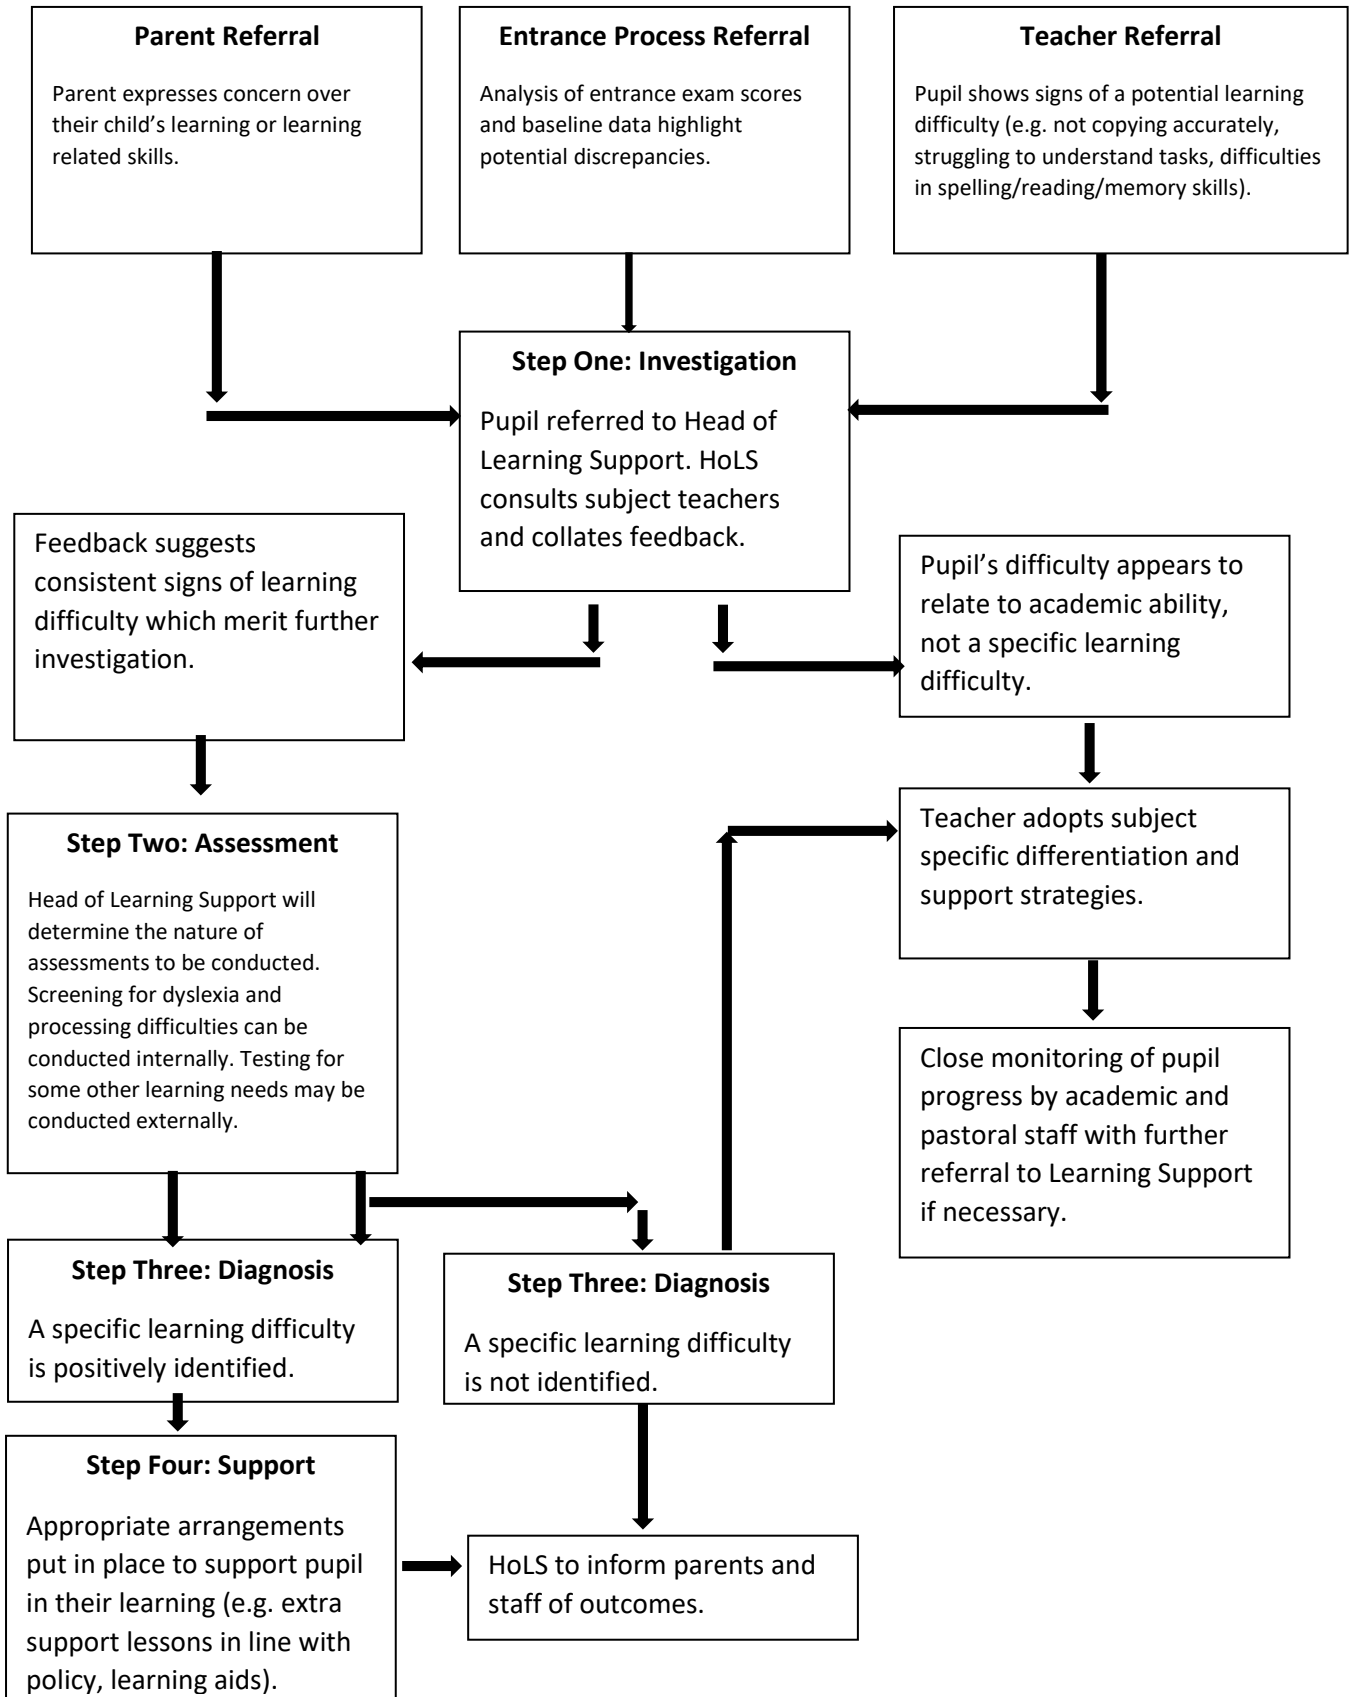 Parent Referral
Parent expresses concern over
their child’s learning or learning
related skills.
Entrance Process Referral
Analysis of entrance exam scores
and baseline data highlight
potential discrepancies.
Teacher Referral
Pupil shows signs of a potential learning
difficulty (e.g. not copying accurately,
struggling to understand tasks, difficulties
in spelling/reading/memory skills).
Step One: Investigation
Pupil referred to Head of
Learning Support. HoLS
consults subject teachers
and collates feedback.
Feedback suggests
consistent signs of learning
difficulty which merit further
investigation.
Pupil’s difficulty appears to
relate to academic ability,
not a specific learning
difficulty.
Step Two: Assessment
Head of Learning Support will
determine the nature of
assessments to be conducted.
Screening for dyslexia and
processing difficulties can be
conducted internally. Testing for
some other learning needs may be
conducted externally.
Teacher adopts subject
specific differentiation and
support strategies.
Close monitoring of pupil
progress by academic and
pastoral staff with further
referral to Learning Support
if necessary.
Step Three: Diagnosis
A specific learning difficulty
is positively identified.
Step Three: Diagnosis
A specific learning difficulty
is not identified.
Step Four: Support
Appropriate arrangements
put in place to support pupil
in their learning (e.g. extra
support lessons in line with
policy, learning aids).
HoLS to inform parents and
staff of outcomes.